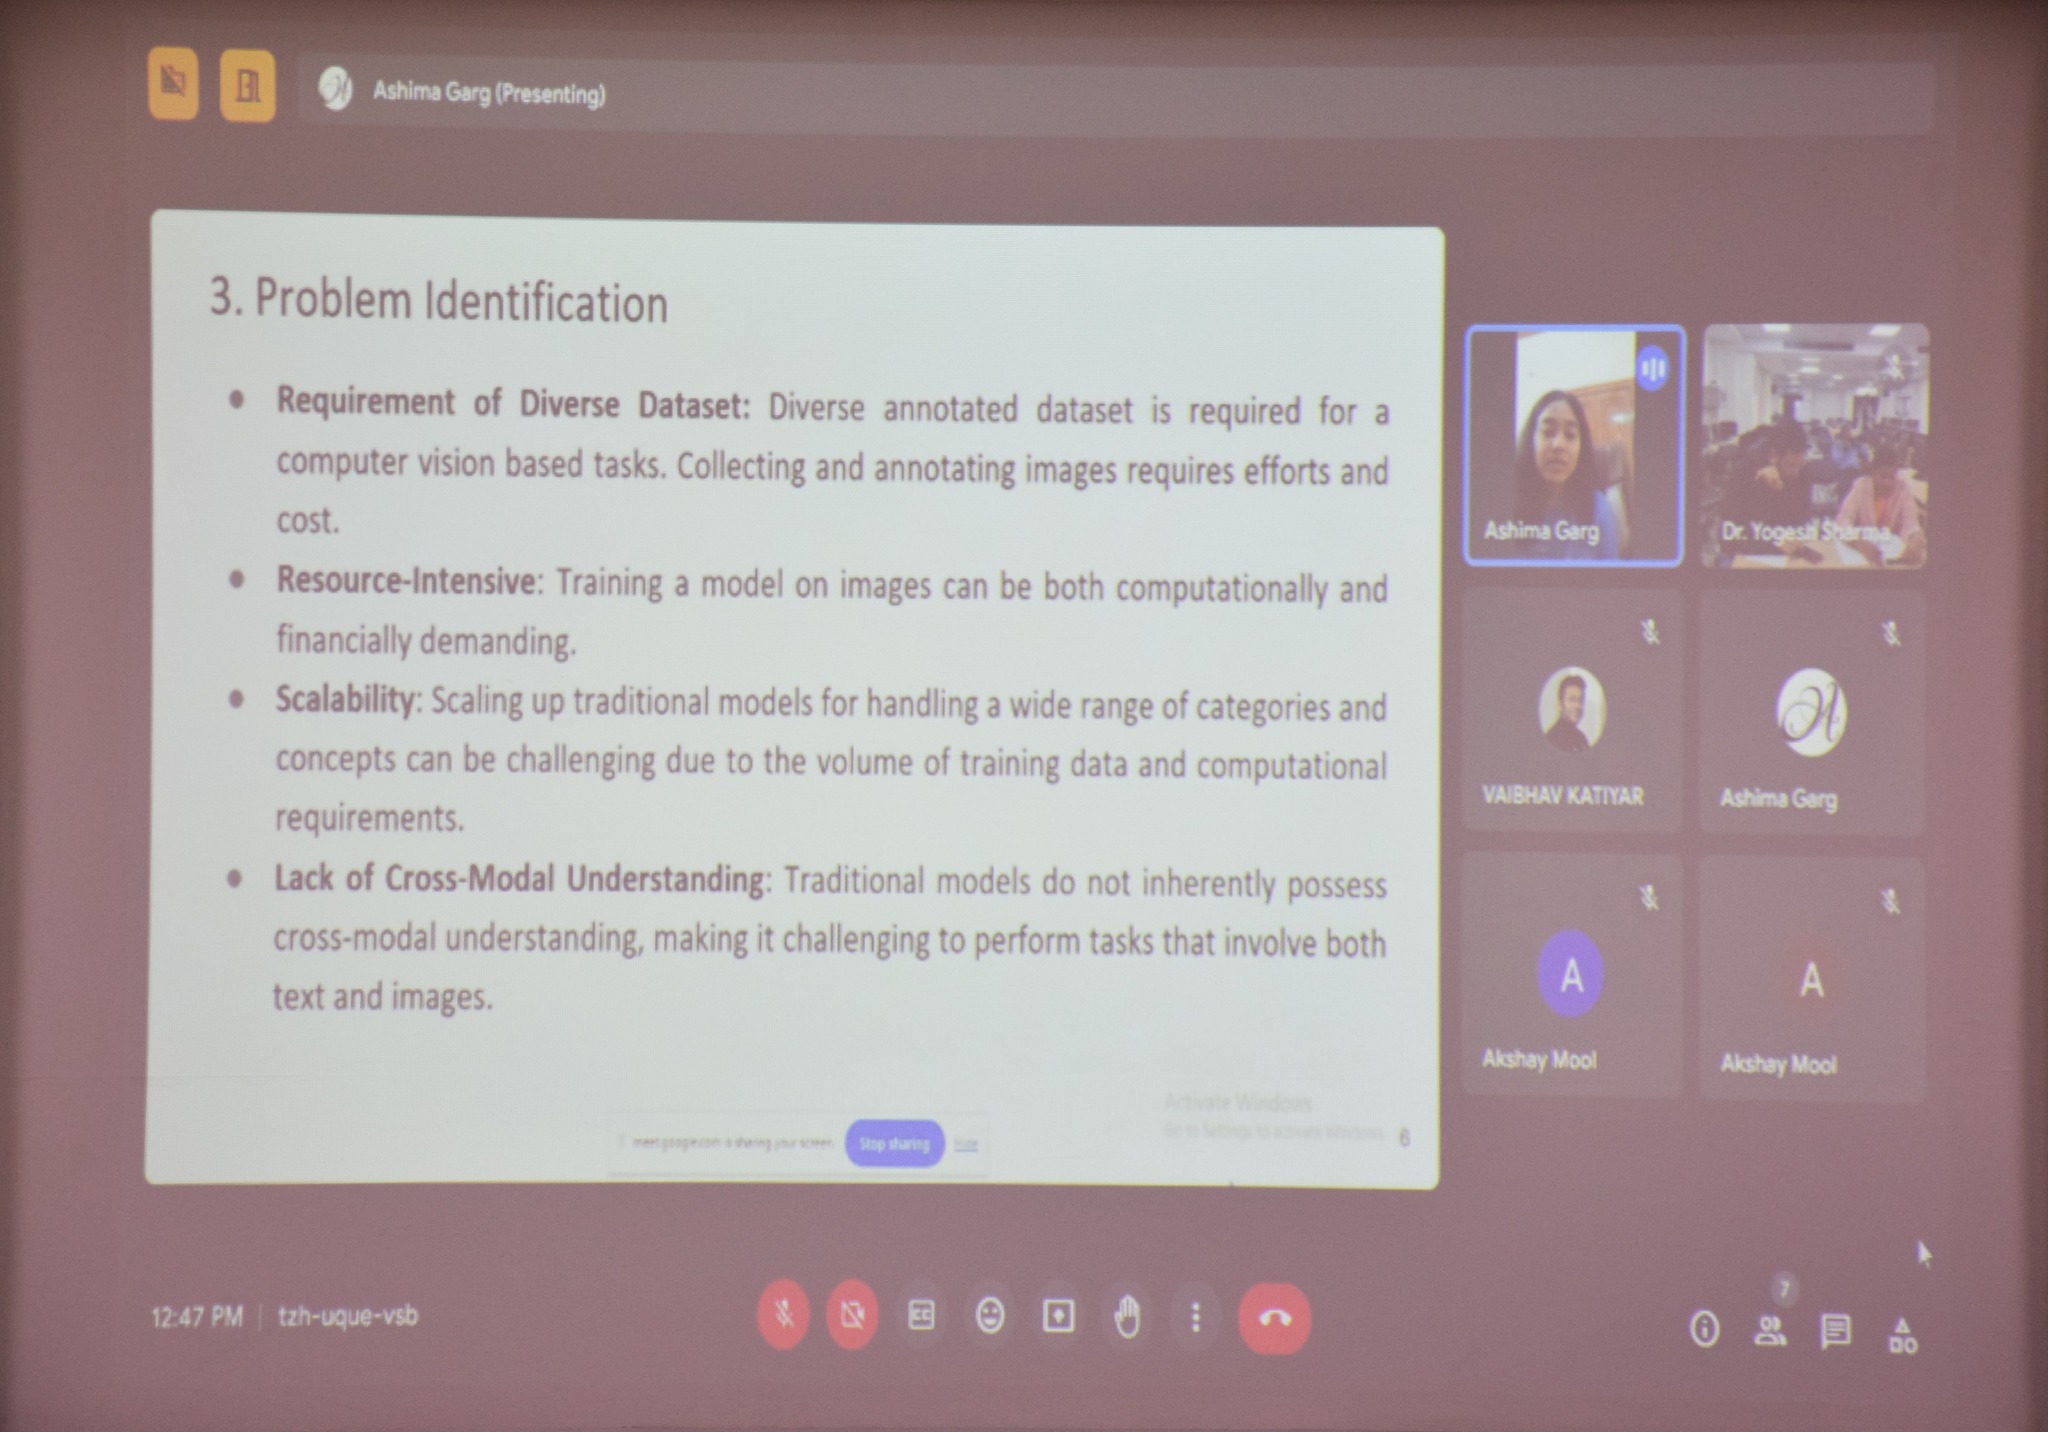 Ashima Garg (Presenting)
3. Problem Identification
● Requirement of Diverse Dataset: Diverse annotated dataset is required for a
computer vision based tasks. Collecting and annotating images requires efforts and
cost.
● Resource-Intensive: Training a model on images can be both computationally and
financially demanding.
● Scalability: Scaling up traditional models for handling a wide range of categories and
concepts can be challenging due to the volume of training data and computational
requirements.
● Lack of Cross-Modal Understanding: Traditional models do not inherently possess
cross-modal understanding, making it challenging to perform tasks that involve both
text and images.
Activate Windows
Go to Settings to activate Windows.
6
meet.google.com is sharing your screen.
Stop sharing
Hide
Ashima Garg
Dr. Yogesh Sharma
VAIBHAV KATIYAR
Ashima Garg
A
Akshay Mool
A
Akshay Mool
12:47 PM | tzh-uque-vsb
CC
7